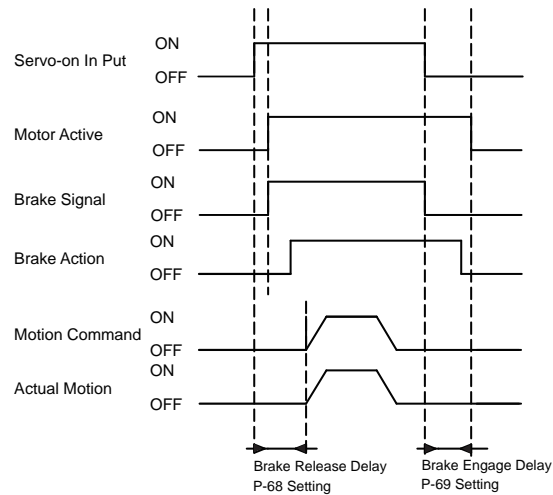 Servo-on In Put
ON
OFF
Motor Active
ON
OFF
Brake Signal
ON
OFF
Brake Action
ON
OFF
Motion Command
ON
OFF
Actual Motion
ON
OFF
Brake Release Delay
P-68 Setting
Brake Engage Delay
P-69 Setting